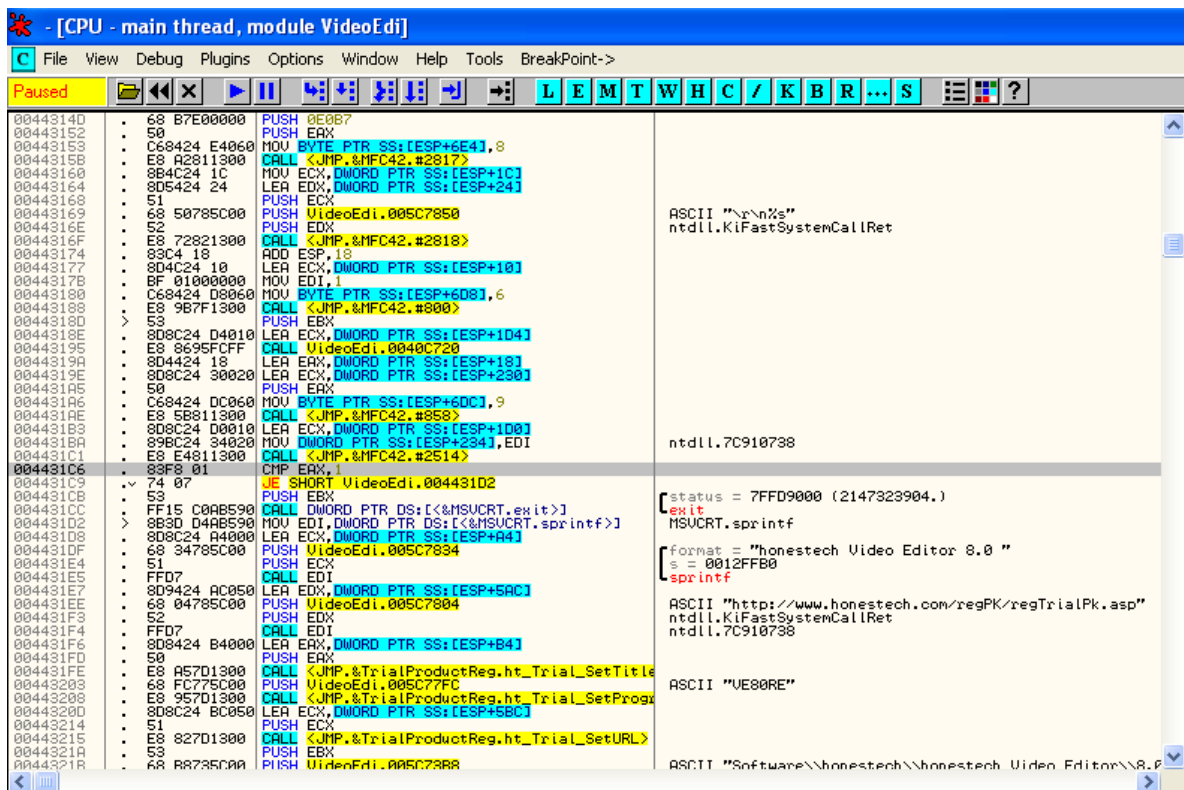 - [CPU - main thread, module VideoEdi]
C File View Debug Plugins Options Window Help Tools BreakPoint->
Paused L E M T W H C / K B R ... S ?
0044314D . 68 B7E00000 PUSH 0E0B7
00443152 . 50 PUSH EAX
00443153 . C68424 E4060 MOV BYTE PTR SS:[ESP+6E4],8
0044315B . E8 A2811300 CALL <JMP.&MFC42.#2817>
00443160 . 8B4C24 1C MOV ECX,DWORD PTR SS:[ESP+1C]
00443164 . 8D5424 24 LEA EDX,DWORD PTR SS:[ESP+24]
00443168 . 51 PUSH ECX
00443169 . 68 50785C00 PUSH VideoEdi.005C7850 ASCII "\r\n%s"
0044316E . 52 PUSH EDX ntdll.KiFastSystemCallRet
0044316F . E8 72821300 CALL <JMP.&MFC42.#2818>
00443174 . 83C4 18 ADD ESP,18
00443177 . 8D4C24 10 LEA ECX,DWORD PTR SS:[ESP+10]
0044317B . BF 01000000 MOV EDI,1
00443180 . C68424 D8060 MOV BYTE PTR SS:[ESP+6D8],6
00443188 . E8 9B7F1300 CALL <JMP.&MFC42.#800>
0044318D > 53 PUSH EBX
0044318E . 8D8C24 D4010 LEA ECX,DWORD PTR SS:[ESP+1D4]
00443195 . E8 8695FCFF CALL VideoEdi.0040C720
0044319A . 8D4424 18 LEA EAX,DWORD PTR SS:[ESP+18]
0044319E . 8D8C24 30020 LEA ECX,DWORD PTR SS:[ESP+230]
004431A5 . 50 PUSH EAX
004431A6 . C68424 DC060 MOV BYTE PTR SS:[ESP+6DC],9
004431AE . E8 5B811300 CALL <JMP.&MFC42.#858>
004431B3 . 8D8C24 D0010 LEA ECX,DWORD PTR SS:[ESP+1D0]
004431BA . 89BC24 34020 MOV DWORD PTR SS:[ESP+234],EDI ntdll.7C910738
004431C1 . E8 E4811300 CALL <JMP.&MFC42.#2514>
004431C6 . 83F8 01 CMP EAX,1
004431C9 .v 74 07 JE SHORT VideoEdi.004431D2
004431CB . 53 PUSH EBX status = 7FFD9000 (2147323904.)
004431CC . FF15 C0AB590 CALL DWORD PTR DS:[<&MSVCRT.exit>] exit
004431D2 > 8B3D D4AB590 MOV EDI,DWORD PTR DS:[<&MSVCRT.sprintf>] MSVCRT.sprintf
004431D8 . 8D8C24 A4000 LEA ECX,DWORD PTR SS:[ESP+A4]
004431DF . 68 34785C00 PUSH VideoEdi.005C7834 format = "honestech Video Editor 8.0 "
004431E4 . 51 PUSH ECX s = 0012FFB0
004431E5 . FFD7 CALL EDI sprintf
004431E7 . 8D9424 AC050 LEA EDX,DWORD PTR SS:[ESP+5AC]
004431EE . 68 04785C00 PUSH VideoEdi.005C7804 ASCII "http://www.honestech.com/regPK/regTrialPk.asp"
004431F3 . 52 PUSH EDX ntdll.KiFastSystemCallRet
004431F4 . FFD7 CALL EDI ntdll.7C910738
004431F6 . 8D8424 B4000 LEA EAX,DWORD PTR SS:[ESP+B4]
004431FD . 50 PUSH EAX
004431FE . E8 A57D1300 CALL <JMP.&TrialProductReg.ht_Trial_SetTitle
00443203 . 68 FC775C00 PUSH VideoEdi.005C77FC ASCII "VE80RE"
00443208 . E8 957D1300 CALL <JMP.&TrialProductReg.ht_Trial_SetProgr
0044320D . 8D8C24 BC050 LEA ECX,DWORD PTR SS:[ESP+5BC]
00443214 . 51 PUSH ECX
00443215 . E8 827D1300 CALL <JMP.&TrialProductReg.ht_Trial_SetURL>
0044321A . 53 PUSH EBX
0044321B . 68 B8735C00 PUSH VideoEdi.005C73B8 ASCII "Software\\honestech\\honestech Video Editor\\8.0